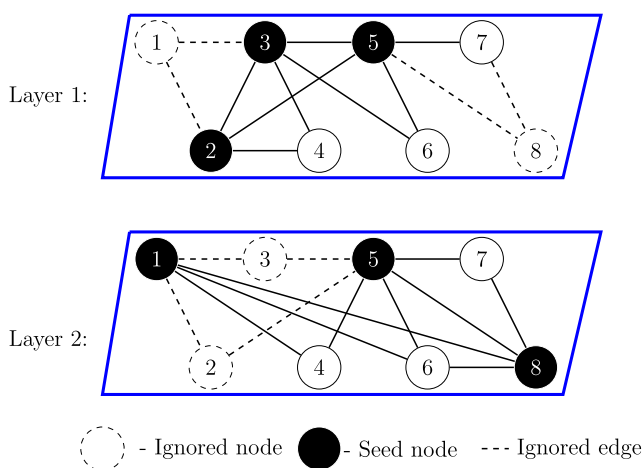 1 3 5 7
Layer 1:
2 4 6 8
1 3 5 7
Layer 2:
2 4 6 8
- Ignored node - Seed node Ignored edge